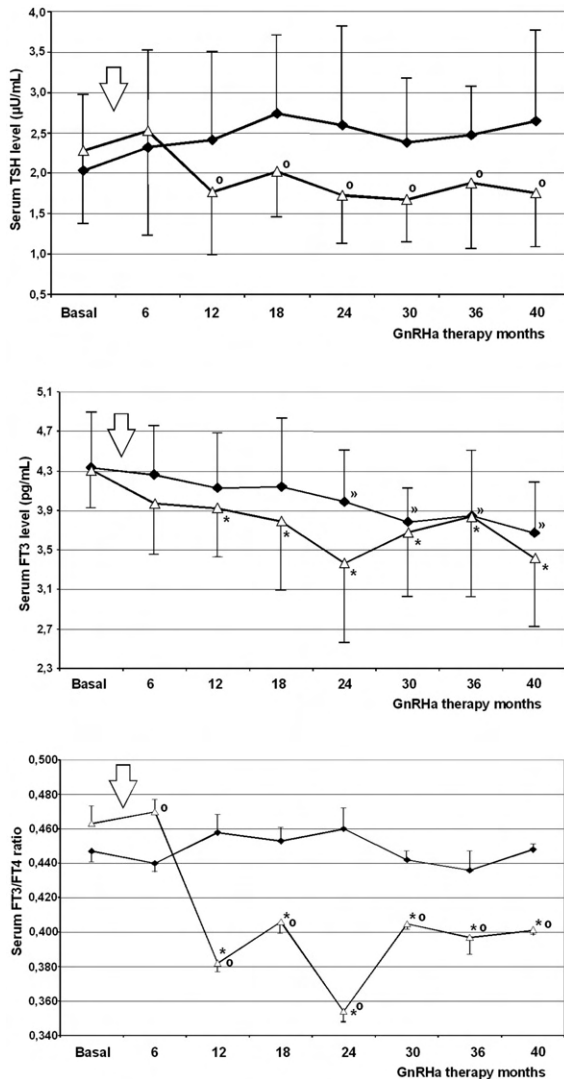 Serum TSH level (µU/mL)
4,0
3,5
3,0
2,5
2,0
1,5
1,0
0,5
o o o o o o
Basal 6 12 18 24 30 36 40
GnRHa therapy months
Serum FT3 level (pg/mL)
5,1
4,7
4,3
3,9
3,5
3,1
2,7
2,3
» » » »
* * * * * *
Basal 6 12 18 24 30 36 40
GnRHa therapy months
Serum FT3/FT4 ratio
0,500
0,480
0,460
0,440
0,420
0,400
0,380
0,360
0,340
o *o *o *o *o *o *o
Basal 6 12 18 24 30 36 40
GnRHa therapy months